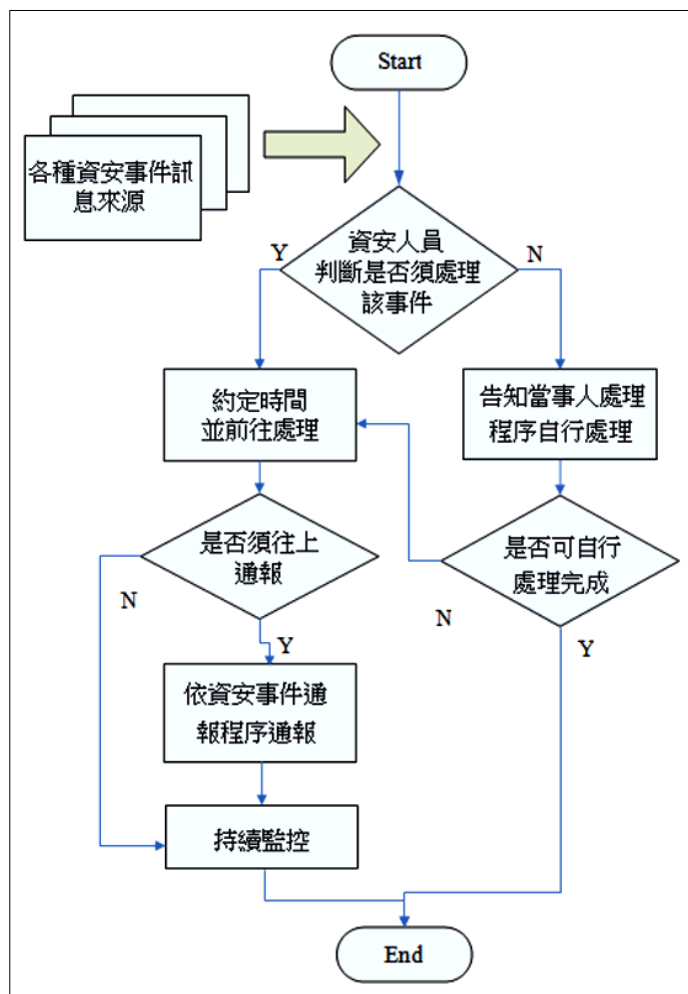 Start
各種資安事件訊
息來源
資安人員
判斷是否須處理
該事件
Y
N
約定時間
並前往處理
告知當事人處理
程序自行處理
是否須往上
通報
是否可自行
處理完成
N
N
Y
Y
依資安事件通
報程序通報
持續監控
End